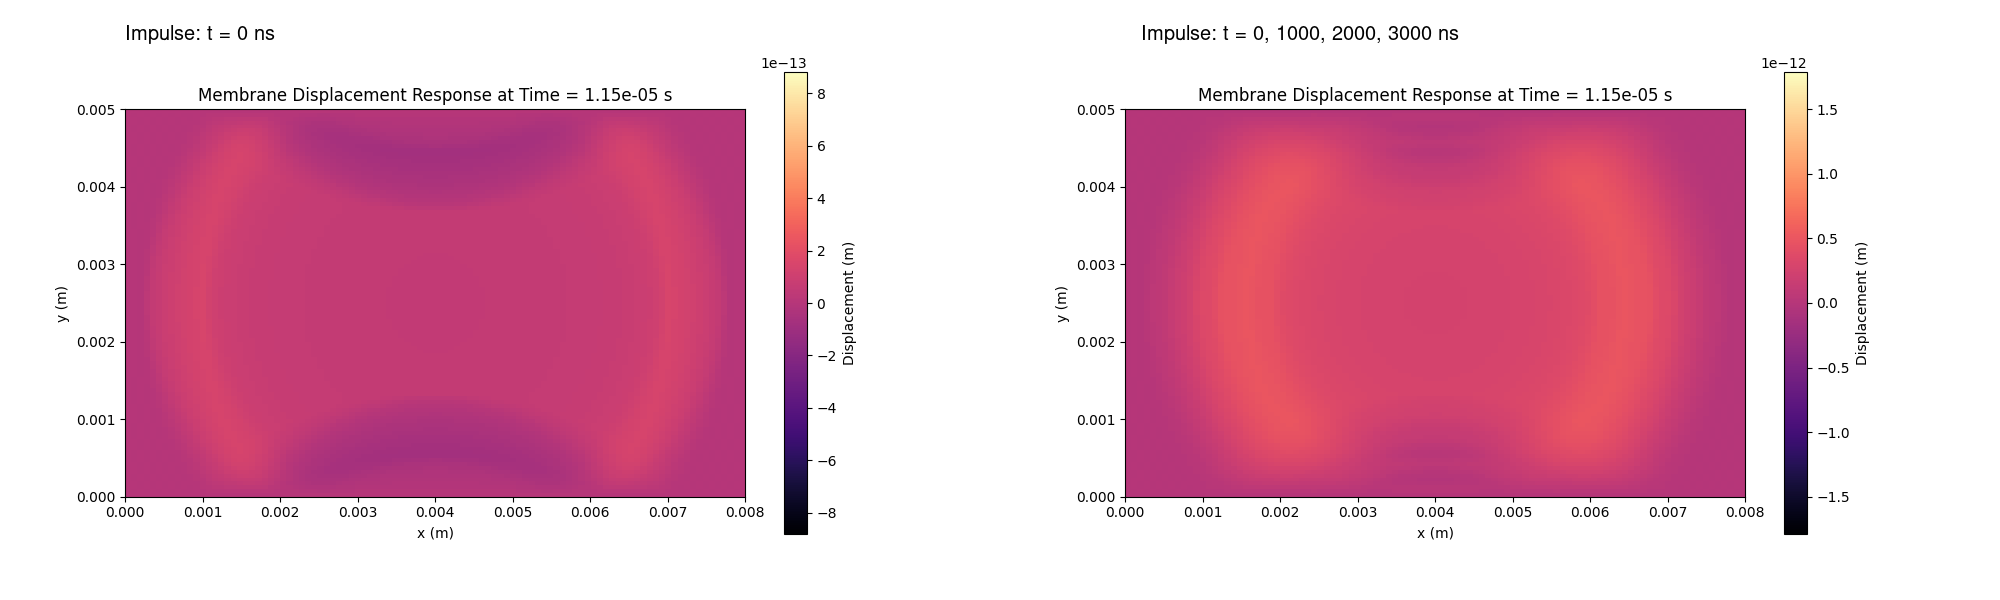 Impulse: t = 0 ns
1e−13
Membrane Displacement Response at Time = 1.15e-05 s
0.005
0.004
0.003
0.002
0.001
0.000
y (m)
0.000 0.001 0.002 0.003 0.004 0.005 0.006 0.007 0.008
x (m)
8
6
4
2
0
−2
−4
−6
−8
Displacement (m)
Impulse: t = 0, 1000, 2000, 3000 ns
1e−12
Membrane Displacement Response at Time = 1.15e-05 s
0.005
0.004
0.003
0.002
0.001
0.000
y (m)
0.000 0.001 0.002 0.003 0.004 0.005 0.006 0.007 0.008
x (m)
1.5
1.0
0.5
0.0
−0.5
−1.0
−1.5
Displacement (m)